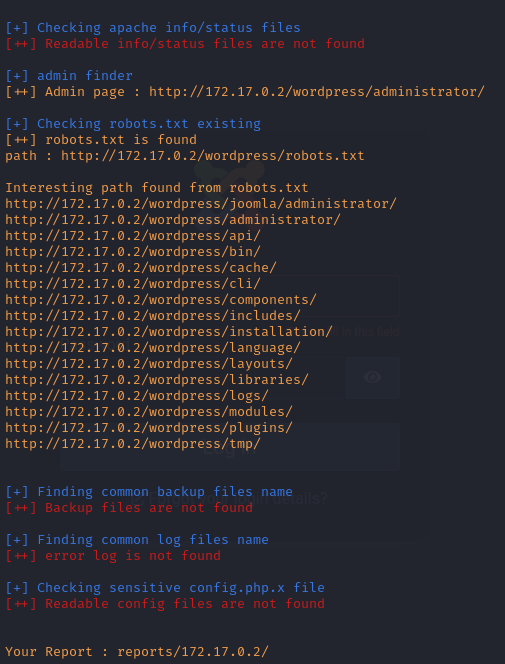 [+] Checking apache info/status files
[++] Readable info/status files are not found
[+] admin finder
[++] Admin page : http://172.17.0.2/wordpress/administrator/
[+] Checking robots.txt existing
[++] robots.txt is found
path : http://172.17.0.2/wordpress/robots.txt
Interesting path found from robots.txt
http://172.17.0.2/wordpress/joomla/administrator/
http://172.17.0.2/wordpress/administrator/
http://172.17.0.2/wordpress/api/
http://172.17.0.2/wordpress/bin/
http://172.17.0.2/wordpress/cache/
http://172.17.0.2/wordpress/cli/
http://172.17.0.2/wordpress/components/
http://172.17.0.2/wordpress/includes/
http://172.17.0.2/wordpress/installation/
http://172.17.0.2/wordpress/language/
http://172.17.0.2/wordpress/layouts/
http://172.17.0.2/wordpress/libraries/
http://172.17.0.2/wordpress/logs/
http://172.17.0.2/wordpress/modules/
http://172.17.0.2/wordpress/plugins/
http://172.17.0.2/wordpress/tmp/
[+] Finding common backup files name
[++] Backup files are not found
[+] Finding common log files name
[++] error log is not found
[+] Checking sensitive config.php.x file
[++] Readable config files are not found
Your Report : reports/172.17.0.2/